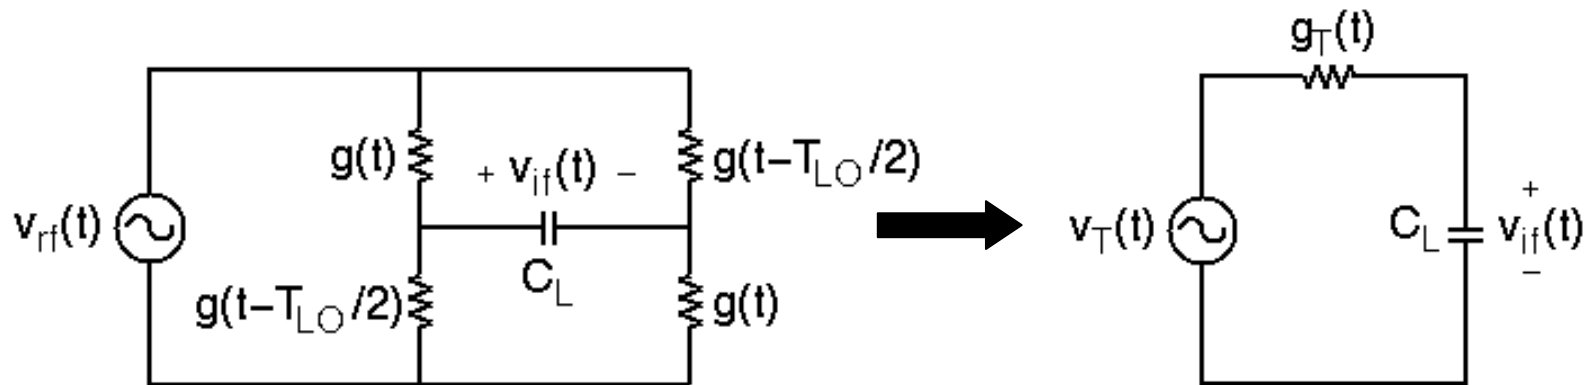 g_T(t)
g(t)
+ v_if(t) −
g(t−T_LO/2)
v_rf(t)
C_L
g(t−T_LO/2)
g(t)
v_T(t)
C_L
+
v_if(t)
−